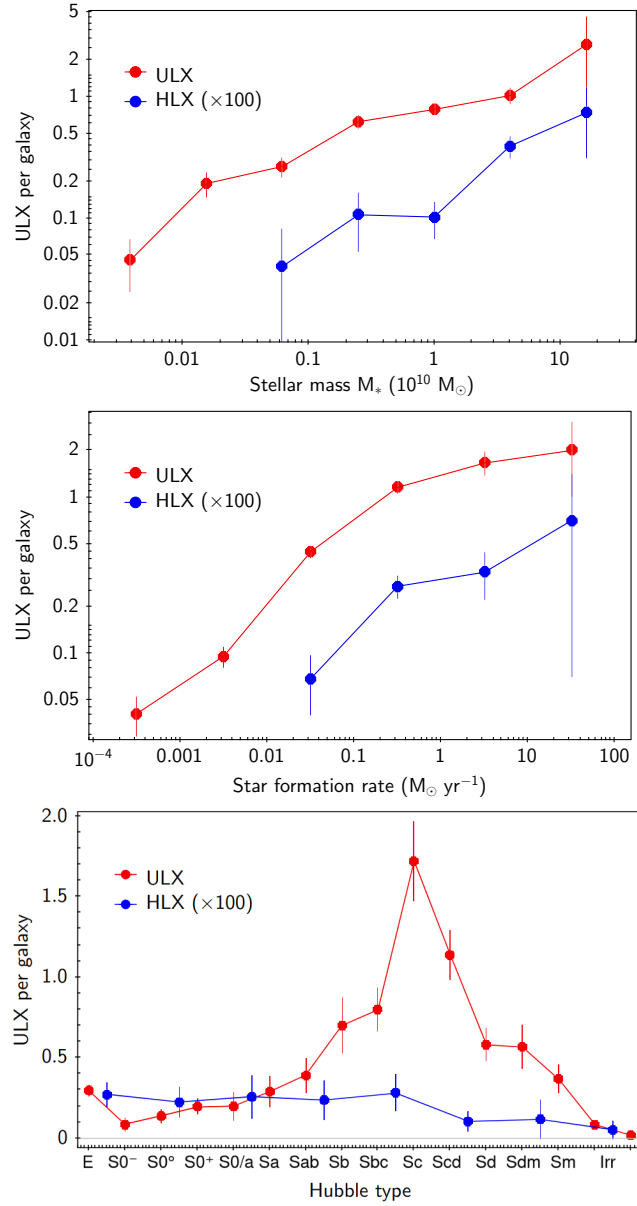 5
2
1
0.5
0.2
0.1
0.05
0.02
0.01
ULX per galaxy
ULX
HLX (×100)
0.01 0.1 1 10
Stellar mass M* (10¹⁰ M☉)
2
1
0.5
0.2
0.1
0.05
ULX per galaxy
ULX
HLX (×100)
10⁻⁴ 0.001 0.01 0.1 1 10 100
Star formation rate (M☉ yr⁻¹)
2.0
1.5
1.0
0.5
0
ULX per galaxy
ULX
HLX (×100)
E S0⁻ S0° S0⁺ S0/a Sa Sab Sb Sbc Sc Scd Sd Sdm Sm Irr
Hubble type